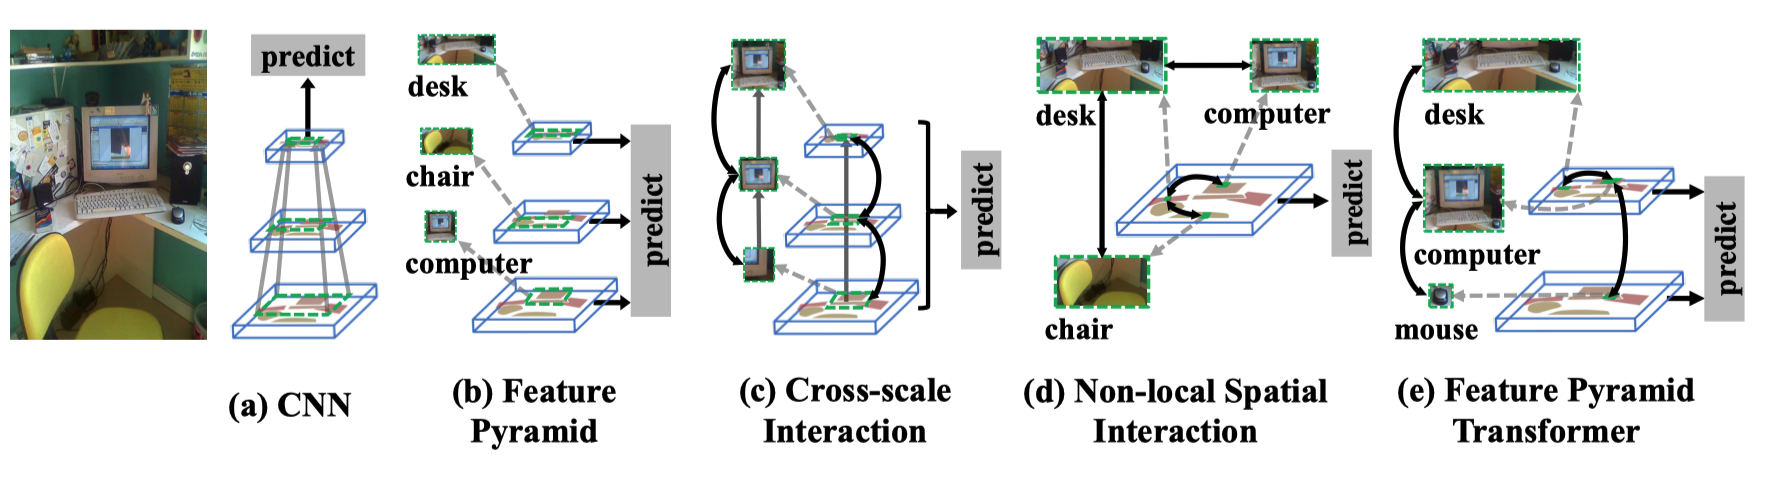 predict
(a) CNN
desk
chair
computer
predict
(b) Feature
Pyramid
predict
(c) Cross-scale
Interaction
desk
computer
chair
predict
(d) Non-local Spatial
Interaction
desk
computer
mouse
predict
(e) Feature Pyramid
Transformer